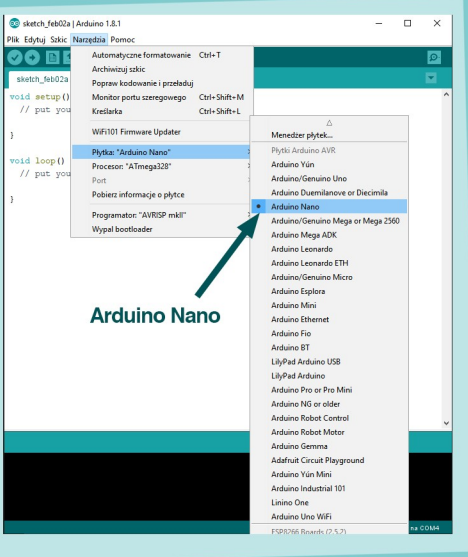 sketch_feb02a | Arduino 1.8.1
Plik Edytuj Szkic Narzędzia Pomoc
sketch_feb02a
void setup()
// put you
}
void loop()
// put you
}
Automatyczne formatowanie Ctrl+T
Archiwizuj szkic
Popraw kodowanie i przeładuj
Monitor portu szeregowego Ctrl+Shift+M
Kreślarka Ctrl+Shift+L
WiFi101 Firmware Updater
Płytka: "Arduino Nano"
Procesor: "ATmega328"
Port
Pobierz informacje o płytce
Programator: "AVRISP mkII"
Wypal bootloader
Menedżer płytek...
Płytki Arduino AVR
Arduino Yún
Arduino/Genuino Uno
Arduino Duemilanove or Diecimila
Arduino Nano
Arduino/Genuino Mega or Mega 2560
Arduino Mega ADK
Arduino Leonardo
Arduino Leonardo ETH
Arduino/Genuino Micro
Arduino Esplora
Arduino Mini
Arduino Ethernet
Arduino Fio
Arduino BT
LilyPad Arduino USB
LilyPad Arduino
Arduino Pro or Pro Mini
Arduino NG or older
Arduino Robot Control
Arduino Robot Motor
Arduino Gemma
Adafruit Circuit Playground
Arduino Yún Mini
Arduino Industrial 101
Linino One
Arduino Uno WiFi
ESP8266 Boards (2.5.2)
Arduino Nano
na COM4